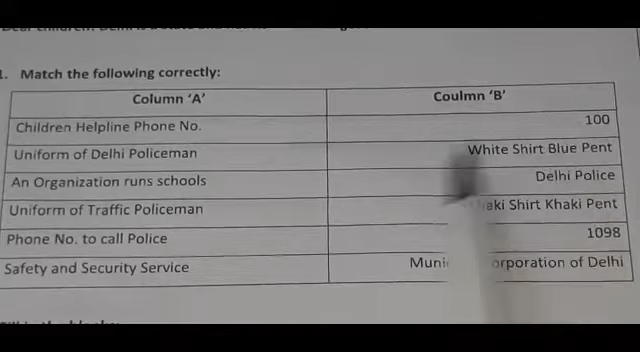 1. Match the following correctly:
Column ‘A’ Coulmn ‘B’
Children Helpline Phone No. 100
Uniform of Delhi Policeman White Shirt Blue Pent
An Organization runs schools Delhi Police
Uniform of Traffic Policeman Shirt Khaki Pent
Phone No. to call Police 1098
Safety and Security Service of Delhi